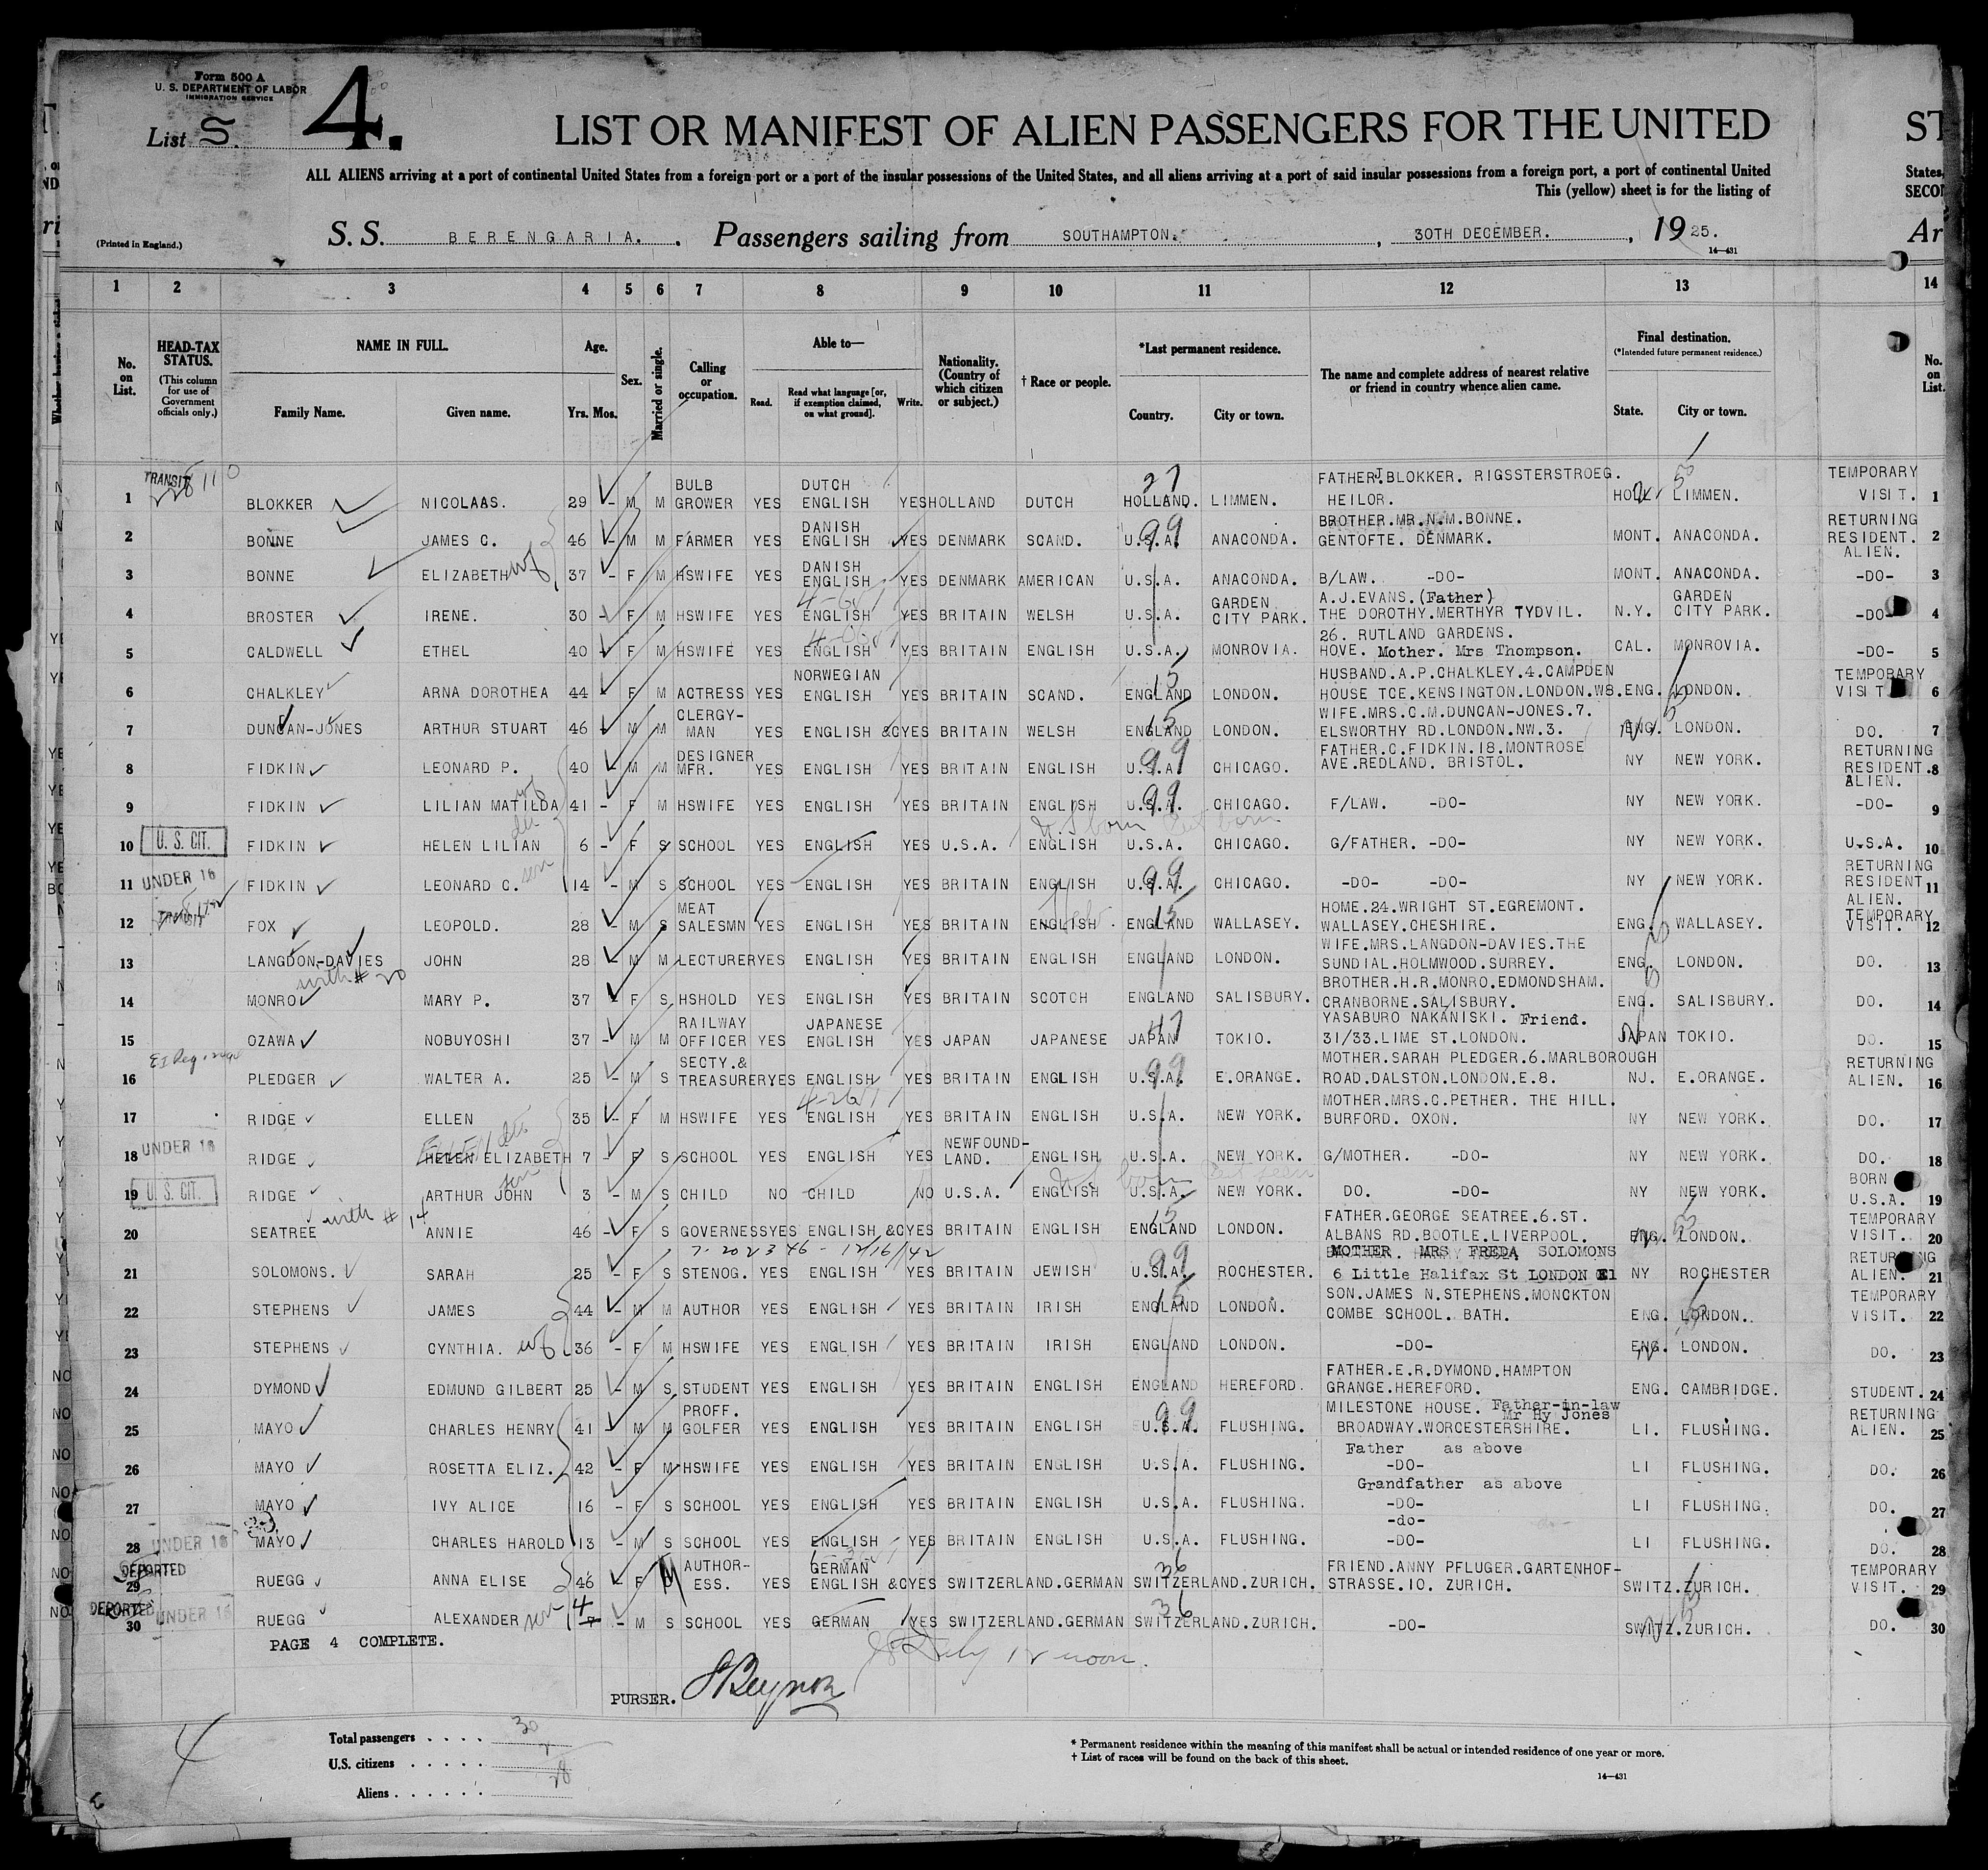 Form 500 A
U. S. DEPARTMENT OF LABOR
IMMIGRATION SERVICE
List S. 4.
LIST OR MANIFEST OF ALIEN PASSENGERS FOR THE UNITED ST
ALL ALIENS arriving at a port of continental United States from a foreign port or a port of the insular possessions of the United States, and all aliens arriving at a port of said insular possessions from a foreign port, a port of continental United States,
This (yellow) sheet is for the listing of SECO
(Printed in England.)
S. S. BERENGARIA. Passengers sailing from SOUTHAMPTON. , 30TH DECEMBER. , 1925. Ar
14—431
1 2 3 4 5 6 7 8 9 10 11 12 13 14
No. on List.
HEAD-TAX STATUS.
(This column for use of Government officials only.)
NAME IN FULL.
Family Name. Given name.
Age.
Yrs. Mos.
Sex.
Married or single.
Calling or occupation.
Able to—
Read. Read what language [or, if exemption claimed, on what ground]. Write.
Nationality. (Country of which citizen or subject.)
† Race or people.
*Last permanent residence.
Country. City or town.
The name and complete address of nearest relative or friend in country whence alien came.
Final destination.
(*Intended future permanent residence.)
State. City or town.
No. on List.
TRANSIT
1 BLOKKER NICOLAAS. 29 - M M BULB GROWER YES DUTCH ENGLISH YES HOLLAND DUTCH HOLLAND. LIMMEN. FATHER J BLOKKER. RIGSSTERSTROEG. HEILOR. HOL LIMMEN. TEMPORARY VISIT. 1
2 BONNE JAMES C. 46 - M M FARMER YES DANISH ENGLISH YES DENMARK SCAND. U.S.A. ANACONDA. BROTHER.MR.N.M.BONNE. GENTOFTE. DENMARK. MONT. ANACONDA. RETURNING RESIDENT. ALIEN. 2
3 BONNE ELIZABETH wf 37 - F M HSWIFE YES DANISH ENGLISH YES DENMARK AMERICAN U.S.A. ANACONDA. B/LAW. -DO- MONT. ANACONDA. -DO- 3
4 BROSTER IRENE. 30 - F M HSWIFE YES ENGLISH YES BRITAIN WELSH U.S.A. GARDEN CITY PARK. A.J.EVANS.(Father) THE DOROTHY.MERTHYR TYDVIL. N.Y. GARDEN CITY PARK. -DO- 4
5 CALDWELL ETHEL 40 - F M HSWIFE YES ENGLISH YES BRITAIN ENGLISH U.S.A. MONROVIA. 26. RUTLAND GARDENS. HOVE. Mother. Mrs Thompson. CAL. MONROVIA. -DO- 5
6 CHALKLEY ARNA DOROTHEA 44 - F M ACTRESS YES NORWEGIAN ENGLISH YES BRITAIN SCAND. ENGLAND LONDON. HUSBAND.A.P.CHALKLEY.4.CAMPDEN HOUSE TCE.KENSINGTON.LONDON.W8. ENG. LONDON. TEMPORARY VISIT 6
7 DUNCAN-JONES ARTHUR STUART 46 - M M CLERGY-MAN YES ENGLISH &C YES BRITAIN WELSH ENGLAND LONDON. WIFE.MRS.C.M.DUNCAN-JONES.7. ELSWORTHY RD.LONDON.NW.3. ENG. LONDON. DO. 7
8 FIDKIN LEONARD P. 40 - M M DESIGNER MFR. YES ENGLISH YES BRITAIN ENGLISH U.S.A CHICAGO. FATHER.C.FIDKIN.18.MONTROSE AVE.REDLAND. BRISTOL. NY NEW YORK. RETURNING RESIDENT. ALIEN. 8
9 FIDKIN LILIAN MATILDA wf 41 - F M HSWIFE YES ENGLISH YES BRITAIN ENGLISH U.S.A. CHICAGO. F/LAW. -DO- NY NEW YORK. -DO- 9
10 U. S. CIT. FIDKIN HELEN LILIAN 6 - F S SCHOOL YES ENGLISH YES U.S.A. ENGLISH U.S.A. CHICAGO. G/FATHER. -DO- NY NEW YORK. U.S.A. 10
11 UNDER 16 FIDKIN LEONARD C. son 14 - M S SCHOOL YES ENGLISH YES BRITAIN ENGLISH U.S.A. CHICAGO. -DO- -DO- NY NEW YORK. RETURNING RESIDENT ALIEN. 11
12 FOX LEOPOLD. 28 - M S MEAT SALESMN YES ENGLISH YES BRITAIN ENGLISH ENGLAND WALLASEY. HOME.24.WRIGHT ST.EGREMONT. WALLASEY.CHESHIRE. ENG. WALLASEY. TEMPORARY VISIT. 12
13 LANGDON-DAVIES JOHN 28 - M M LECTURER YES ENGLISH YES BRITAIN ENGLISH ENGLAND LONDON. WIFE.MRS.LANGDON-DAVIES.THE SUNDIAL.HOLMWOOD.SURREY. ENG. LONDON. DO. 13
with # 20
14 MONRO MARY P. 37 - F S HSHOLD YES ENGLISH YES BRITAIN SCOTCH ENGLAND SALISBURY. BROTHER.H.R.MONRO.EDMONDSHAM. CRANBORNE.SALISBURY. ENG. SALISBURY. DO. 14
15 OZAWA NOBUYOSHI 37 - M M RAILWAY OFFICER YES JAPANESE ENGLISH YES JAPAN JAPANESE JAPAN TOKIO. YASABURO NAKANISKI. Friend. 31/33.LIME ST.LONDON. JAPAN TOKIO. DO. 15
16 PLEDGER WALTER A. 25 - M S SECTY.& TREASURER YES ENGLISH YES BRITAIN ENGLISH U.S.A. E.ORANGE. MOTHER.SARAH PLEDGER.6.MARLBOROUGH ROAD.DALSTON.LONDON.E.8. NJ. E.ORANGE. RETURNING ALIEN. 16
17 RIDGE ELLEN 35 - F M HSWIFE YES ENGLISH YES BRITAIN ENGLISH U.S.A. NEW YORK. MOTHER.MRS.C.PETHER. THE HILL. BURFORD. OXON. NY NEW YORK. DO. 17
18 UNDER 16 RIDGE HELEN ELIZABETH 7 - F S SCHOOL YES ENGLISH YES NEWFOUND-LAND. ENGLISH U.S.A. NEW YORK. G/MOTHER. -DO- NY NEW YORK. DO. 18
19 U. S. CIT. RIDGE ARTHUR JOHN son 3 - M S CHILD NO CHILD NO U.S.A. ENGLISH U.S.A. NEW YORK. DO. -DO- NY NEW YORK. BORN U.S.A. 19
with # 14
20 SEATREE ANNIE 46 - F S GOVERNESS YES ENGLISH &C YES BRITAIN ENGLISH ENGLAND LONDON. FATHER.GEORGE SEATREE.6.ST. ALBANS RD.BOOTLE.LIVERPOOL. ENG. LONDON. TEMPORARY VISIT. 20
21 SOLOMONS. SARAH 25 - F S STENOG. YES ENGLISH YES BRITAIN JEWISH U.S.A. ROCHESTER. MOTHER. MRS FREDA SOLOMONS 6 Little Halifax St LONDON E1 NY ROCHESTER RETURNING ALIEN. 21
22 STEPHENS JAMES 44 - M M AUTHOR YES ENGLISH YES BRITAIN IRISH ENGLAND LONDON. SON.JAMES N.STEPHENS.MONCKTON COMBE SCHOOL. BATH. ENG. LONDON. TEMPORARY VISIT. 22
23 STEPHENS CYNTHIA. wf 36 - F M HSWIFE YES ENGLISH YES BRITAIN IRISH ENGLAND LONDON. -DO- ENG. LONDON. DO. 23
24 DYMOND EDMUND GILBERT 25 - M S STUDENT YES ENGLISH YES BRITAIN ENGLISH ENGLAND HEREFORD. FATHER.E.R.DYMOND.HAMPTON GRANGE.HEREFORD. ENG. CAMBRIDGE. STUDENT. 24
25 MAYO CHARLES HENRY 41 - M M PROFF. GOLFER YES ENGLISH YES BRITAIN ENGLISH U.S.A. FLUSHING. MILESTONE HOUSE. Father-in-law Mr Hy Jones BROADWAY.WORCESTERSHIRE. LI. FLUSHING. RETURNING ALIEN. 25
26 MAYO ROSETTA ELIZ. 42 - F M HSWIFE YES ENGLISH YES BRITAIN ENGLISH U.S.A. FLUSHING. Father as above -DO- LI FLUSHING. DO. 26
27 MAYO IVY ALICE 16 - F S SCHOOL YES ENGLISH YES BRITAIN ENGLISH U.S.A. FLUSHING. Grandfather as above -DO- LI FLUSHING. DO. 27
28 UNDER 16 MAYO CHARLES HAROLD 13 - M S SCHOOL YES ENGLISH YES BRITAIN ENGLISH U.S.A. FLUSHING. -do- -DO- LI FLUSHING. DO. 28
DEPORTED
29 RUEGG ANNA ELISE 46 - F M AUTHOR-ESS. YES GERMAN ENGLISH &C YES SWITZERLAND. GERMAN SWITZERLAND. ZURICH. FRIEND.ANNY PFLUGER.GARTENHOF-STRASSE.10. ZURICH. SWITZ. ZURICH. TEMPORARY VISIT. 29
DEPORTED UNDER 16
30 RUEGG ALEXANDER son 7 - M S SCHOOL YES GERMAN YES SWITZERLAND. GERMAN SWITZERLAND. ZURICH. -DO- SWITZ. ZURICH. DO. 30
PAGE 4 COMPLETE.
PURSER.
4
Total passengers . . . . 30
U.S. citizens . . . . . 2
Aliens . . . . . . 28
* Permanent residence within the meaning of this manifest shall be actual or intended residence of one year or more.
† List of races will be found on the back of this sheet.
14—431